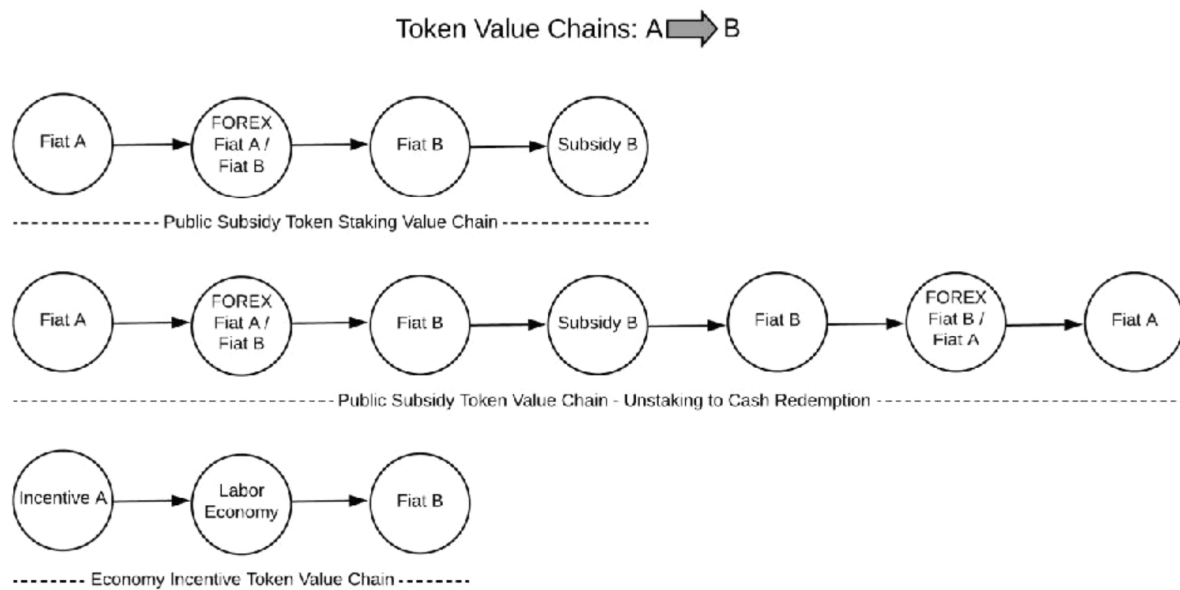 Token Value Chains: A B
Fiat A
FOREX
Fiat A /
Fiat B
Fiat B
Subsidy B
Public Subsidy Token Staking Value Chain
Fiat A
FOREX
Fiat A /
Fiat B
Fiat B
Subsidy B
Fiat B
FOREX
Fiat B /
Fiat A
Fiat A
Public Subsidy Token Value Chain - Unstaking to Cash Redemption
Incentive A
Labor
Economy
Fiat B
Economy Incentive Token Value Chain